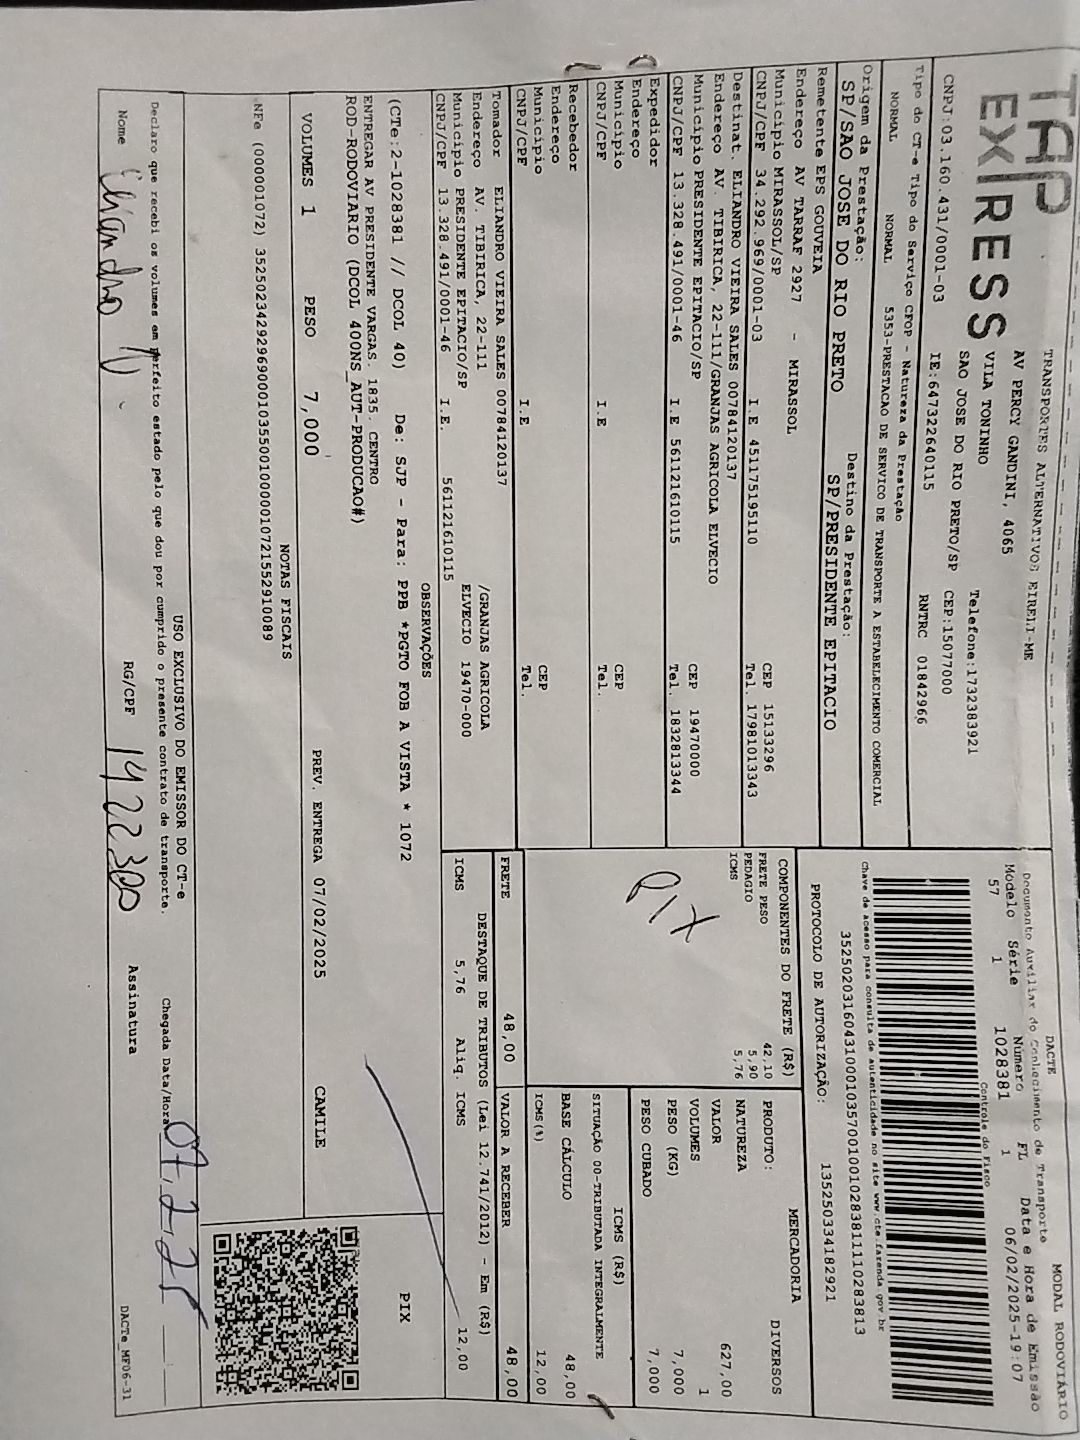 TAP
EXPRESS
TRANSPORTES ALTERNATIVOS EIRELI-ME
AV PERCY GANDINI, 4065
VILA TONINHO
SAO JOSE DO RIO PRETO/SP CEP:15077000
Telefone:1732383921
CNPJ:03.160.431/0001-03 IE:647322640115 RNTRC 01842966
DACTE MODAL RODOVIÁRIO
Documento Auxiliar do Conhecimento de Transporte
Modelo Série Número FL Data e Hora de Emissão
57 1 1028381 1 06/02/2025-19:07
Controle do Fisco
Chave de acesso para consulta de autenticidade no site www.cte.fazenda.gov.br
PROTOCOLO DE AUTORIZAÇÃO: 135250334182921
Tipo do CT-e Tipo do Serviço CFOP - Natureza da Prestação
NORMAL NORMAL 5353-PRESTACAO DE SERVICO DE TRANSPORTE A ESTABELECIMENTO COMERCIAL
Origem da Prestação: Destino da Prestação:
SP/SAO JOSE DO RIO PRETO SP/PRESIDENTE EPITACIO
Remetente EPS GOUVEIA
Endereço AV TARRAF 2927 - MIRASSOL
Município MIRASSOL/SP CEP 15133296
CNPJ/CPF 34.292.969/0001-03 I.E 451175195110 Tel. 17981013343
Destinat. ELIANDRO VIEIRA SALES 00784120137
Endereço AV. TIBIRICA, 22-111/GRANJAS AGRICOLA ELVECIO
Município PRESIDENTE EPITACIO/SP CEP 19470000
CNPJ/CPF 13.328.491/0001-46 I.E 561121610115 Tel. 1832813344
Expedidor
Endereço
Município CEP
CNPJ/CPF I.E Tel.
Recebedor
Endereço
Município CEP
CNPJ/CPF I.E Tel.
Tomador ELIANDRO VIEIRA SALES 00784120137
Endereço AV. TIBIRICA, 22-111 /GRANJAS AGRICOLA
Município PRESIDENTE EPITACIO/SP ELVECIO 19470-000
CNPJ/CPF 13.328.491/0001-46 I.E. 561121610115
COMPONENTES DO FRETE (R$)
FRETE PESO 42,10
PEDAGIO 5,90
ICMS 5,76
PIX
MERCADORIA
PRODUTO: DIVERSOS
NATUREZA
VALOR 627,00
VOLUMES 1
PESO (KG) 7,000
PESO CUBADO 7,000
ICMS (R$)
SITUAÇÃO 00-TRIBUTADA INTEGRALMENTE
BASE CÁLCULO 48,00
ICMS(%) 12,00
FRETE 48,00 VALOR A RECEBER 48,00
DESTAQUE DE TRIBUTOS (Lei 12.741/2012) - Em (R$)
ICMS 5,76 Aliq. ICMS 12,00
OBSERVAÇÕES
(CTe:2-1028381 // DCOL 40) De: SJP - Para: PPB *PGTO FOB A VISTA * 1072
PIX
ENTREGAR AV PRESIDENTE VARGAS. 1835. CENTRO
ROD-RODOVIARIO (DCOL 400NS_AUT-PRODUCAO#)
VOLUMES 1 PESO 7,000 PREV. ENTREGA 07/02/2025 CAMILE
NOTAS FISCAIS
USO EXCLUSIVO DO EMISSOR DO CT-e
Declaro que recebi os volumes em perfeito estado pelo que dou por cumprido o presente contrato de transporte.
Chegada Data/Hora 07.2.25
Nome RG/CPF 1422300 Assinatura
DACTe_MF06-31